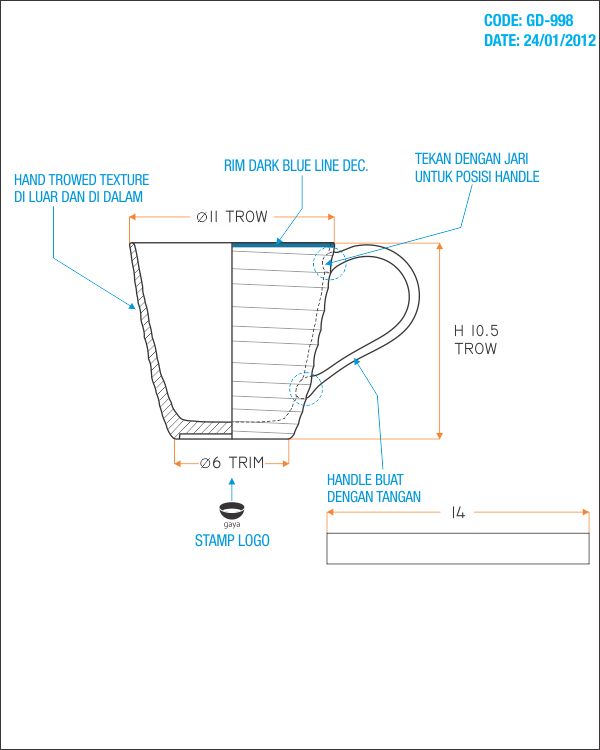 CODE: GD-998
DATE: 24/01/2012
TEKAN DENGAN JARI
UNTUK POSISI HANDLE
RIM DARK BLUE LINE DEC.
HAND TROWED TEXTURE
DI LUAR DAN DI DALAM
Ø11 TROW
H 10.5
TROW
Ø6 TRIM
HANDLE BUAT
DENGAN TANGAN
gaya
STAMP LOGO
14